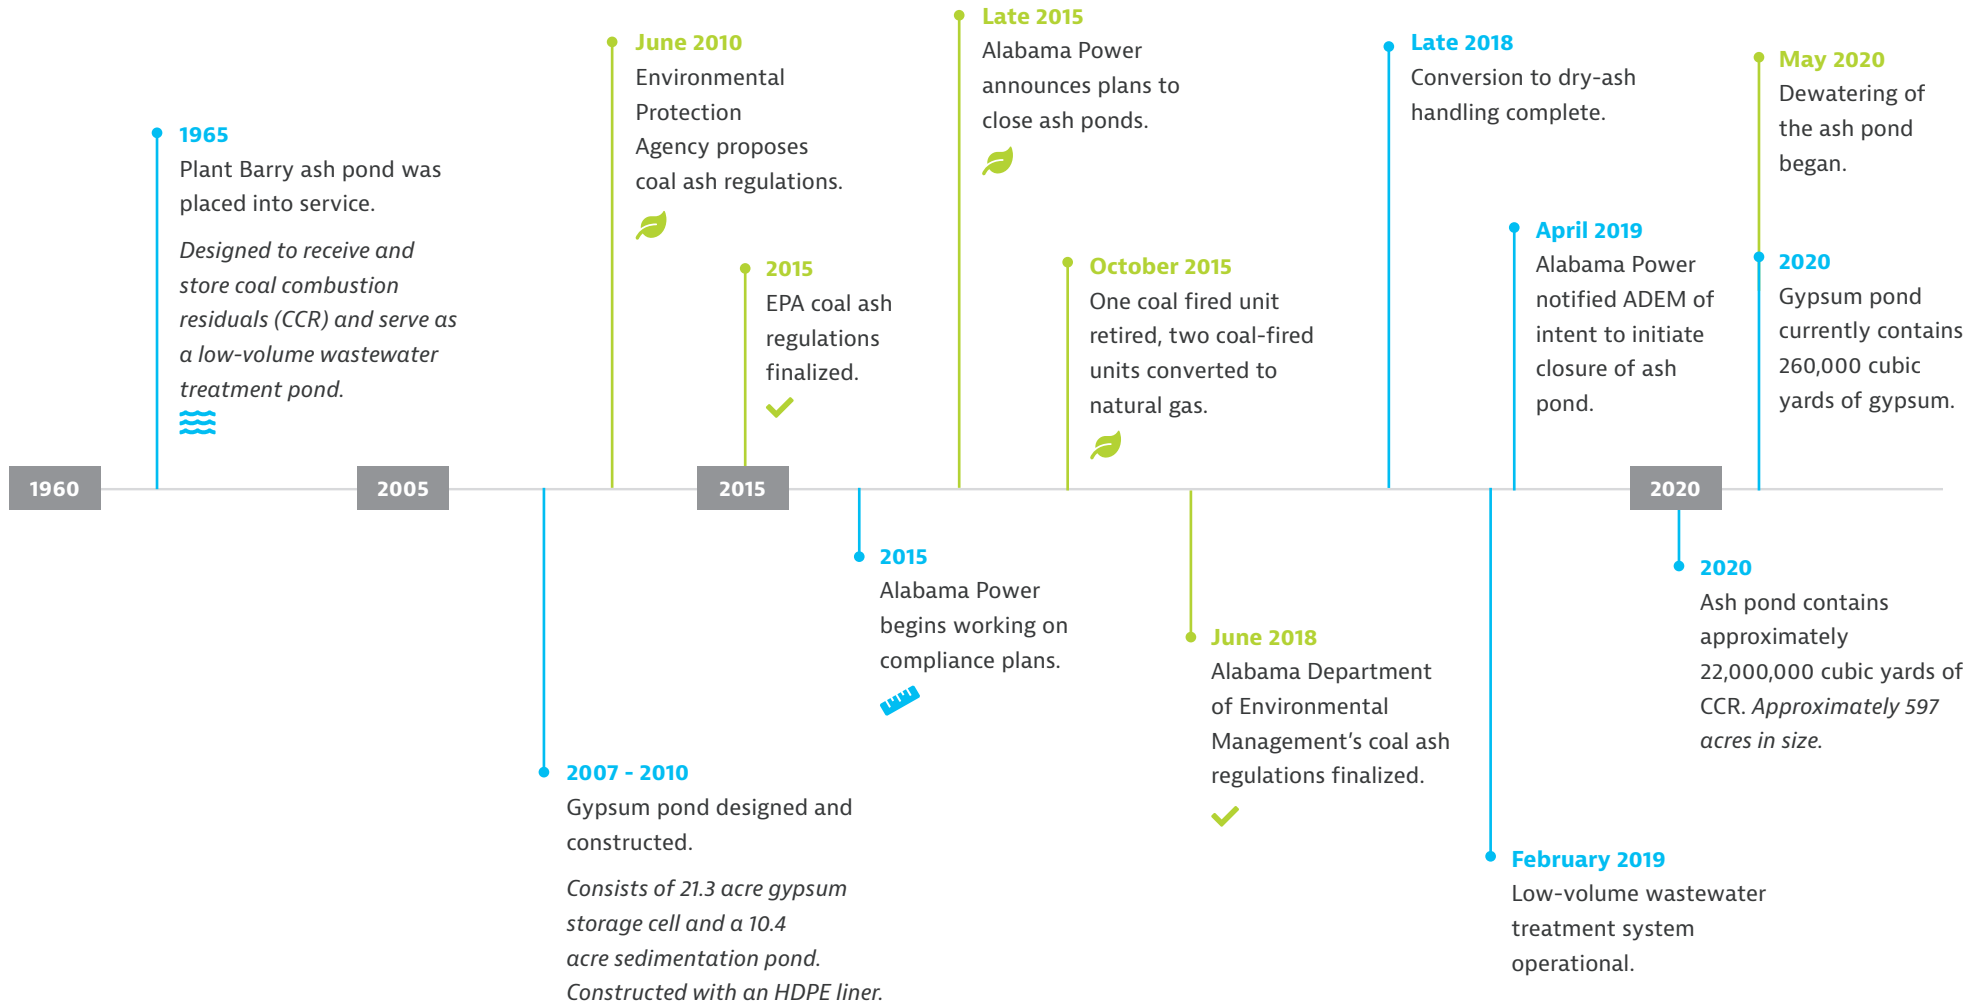 1965
Plant Barry ash pond was
placed into service.
Designed to receive and
store coal combustion
residuals (CCR) and serve as
a low-volume wastewater
treatment pond.
June 2010
Environmental
Protection
Agency proposes
coal ash regulations.
2015
EPA coal ash
regulations
finalized.
Late 2015
Alabama Power
announces plans to
close ash ponds.
October 2015
One coal fired unit
retired, two coal-fired
units converted to
natural gas.
Late 2018
Conversion to dry-ash
handling complete.
April 2019
Alabama Power
notified ADEM of
intent to initiate
closure of ash
pond.
May 2020
Dewatering of
the ash pond
began.
2020
Gypsum pond
currently contains
260,000 cubic
yards of gypsum.
1960
2005
2015
2020
2007 - 2010
Gypsum pond designed and
constructed.
Consists of 21.3 acre gypsum
storage cell and a 10.4
acre sedimentation pond.
Constructed with an HDPE liner.
2015
Alabama Power
begins working on
compliance plans.
June 2018
Alabama Department
of Environmental
Management’s coal ash
regulations finalized.
February 2019
Low-volume wastewater
treatment system
operational.
2020
Ash pond contains
approximately
22,000,000 cubic yards of
CCR. Approximately 597
acres in size.